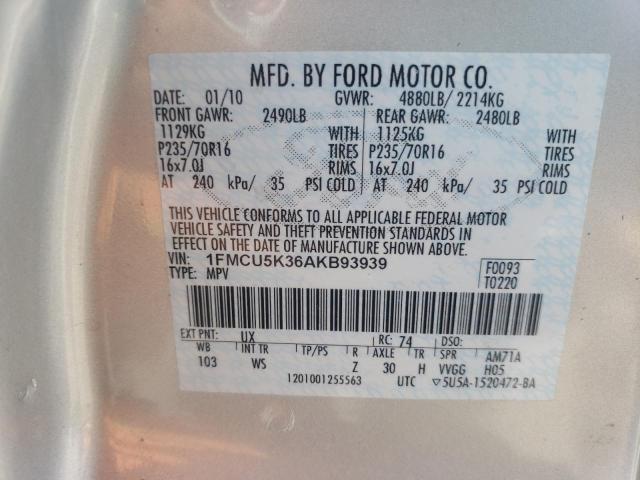 MFD. BY FORD MOTOR CO.
DATE: 01/10 GVWR: 4880LB/ 2214KG
FRONT GAWR: 2490LB REAR GAWR: 2480LB
1129KG WITH 1125KG WITH
P235/70R16 TIRES P235/70R16 TIRES
16x7.0J RIMS 16x7.0J RIMS
AT 240 kPa/ 35 PSI COLD AT 240 kPa/ 35 PSI COLD
THIS VEHICLE CONFORMS TO ALL APPLICABLE FEDERAL MOTOR
VEHICLE SAFETY AND THEFT PREVENTION STANDARDS IN
EFFECT ON THE DATE OF MANUFACTURE SHOWN ABOVE.
VIN: 1FMCU5K36AKB93939 F0093
TYPE: MPV T0220
EXT PNT: UX RC: 74 DSO:
WB INT TR TP/PS R AXLE TR SPR AM71A
103 WS Z 30 H VVGG H05
1201001255563 UTC ▽5U5A-1520472-BA